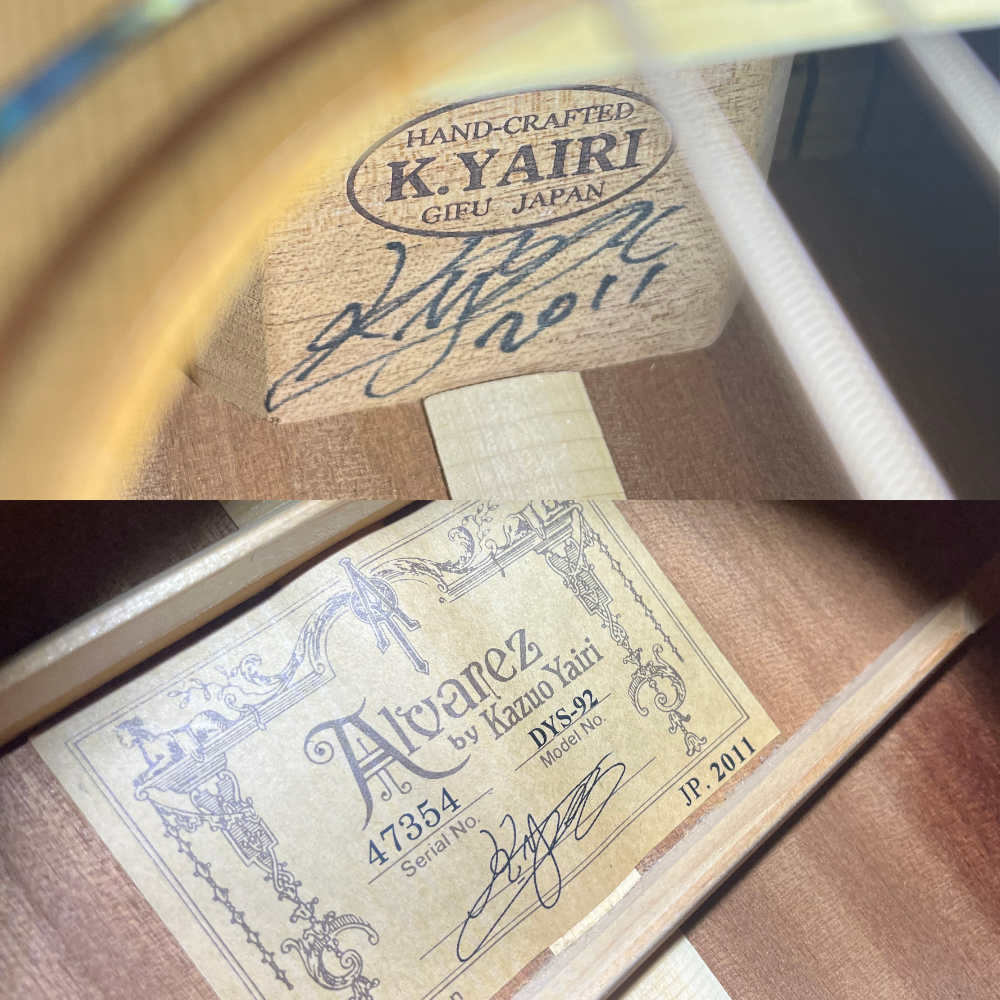 HAND-CRAFTED
K.YAIRI
GIFU JAPAN
K. Yairi
2011
Alvarez
by Kazuo Yairi
DYS-92
Model No.
47354
Serial No.
JP. 2011